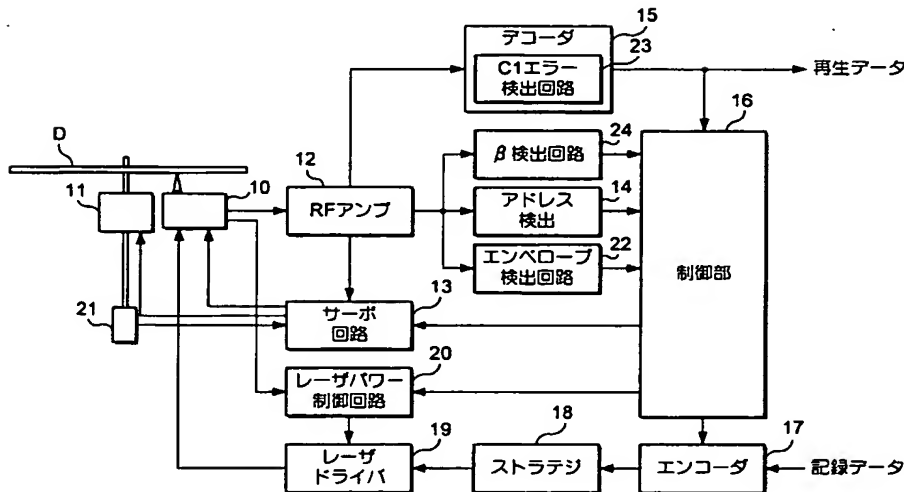 15
デコーダ
23
C1エラー
検出回路
再生データ
16
24
β 検出回路
D
12
14
11
10
RFアンプ
アドレス
検出
22
エンベロープ
検出回路
制御部
13
21
サーボ
回路
20
レーザパワー
制御回路
18
17
19
レーザ
ドライバ
ストラテジ
エンコーダ
記録データ